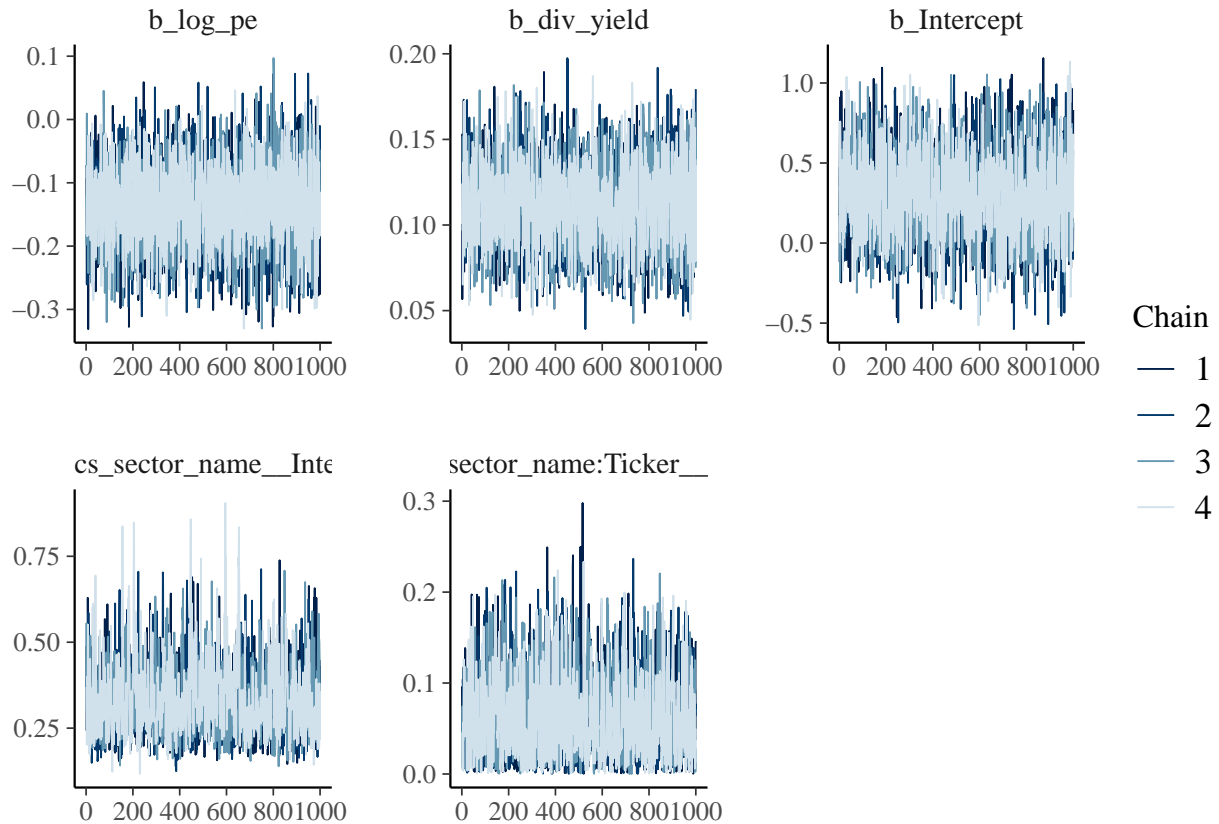 b_log_pe
b_div_yield
b_Intercept
0.1
0.0
−0.1
−0.2
−0.3
0 200 400 600 8001000
0.20
0.15
0.10
0.05
0 200 400 600 8001000
1.0
0.5
0.0
−0.5
0 200 400 600 8001000
Chain
1
2
3
4
cs_sector_name__Inte
sector_name:Ticker__
0.75
0.50
0.25
0 200 400 600 8001000
0.3
0.2
0.1
0.0
0 200 400 600 8001000